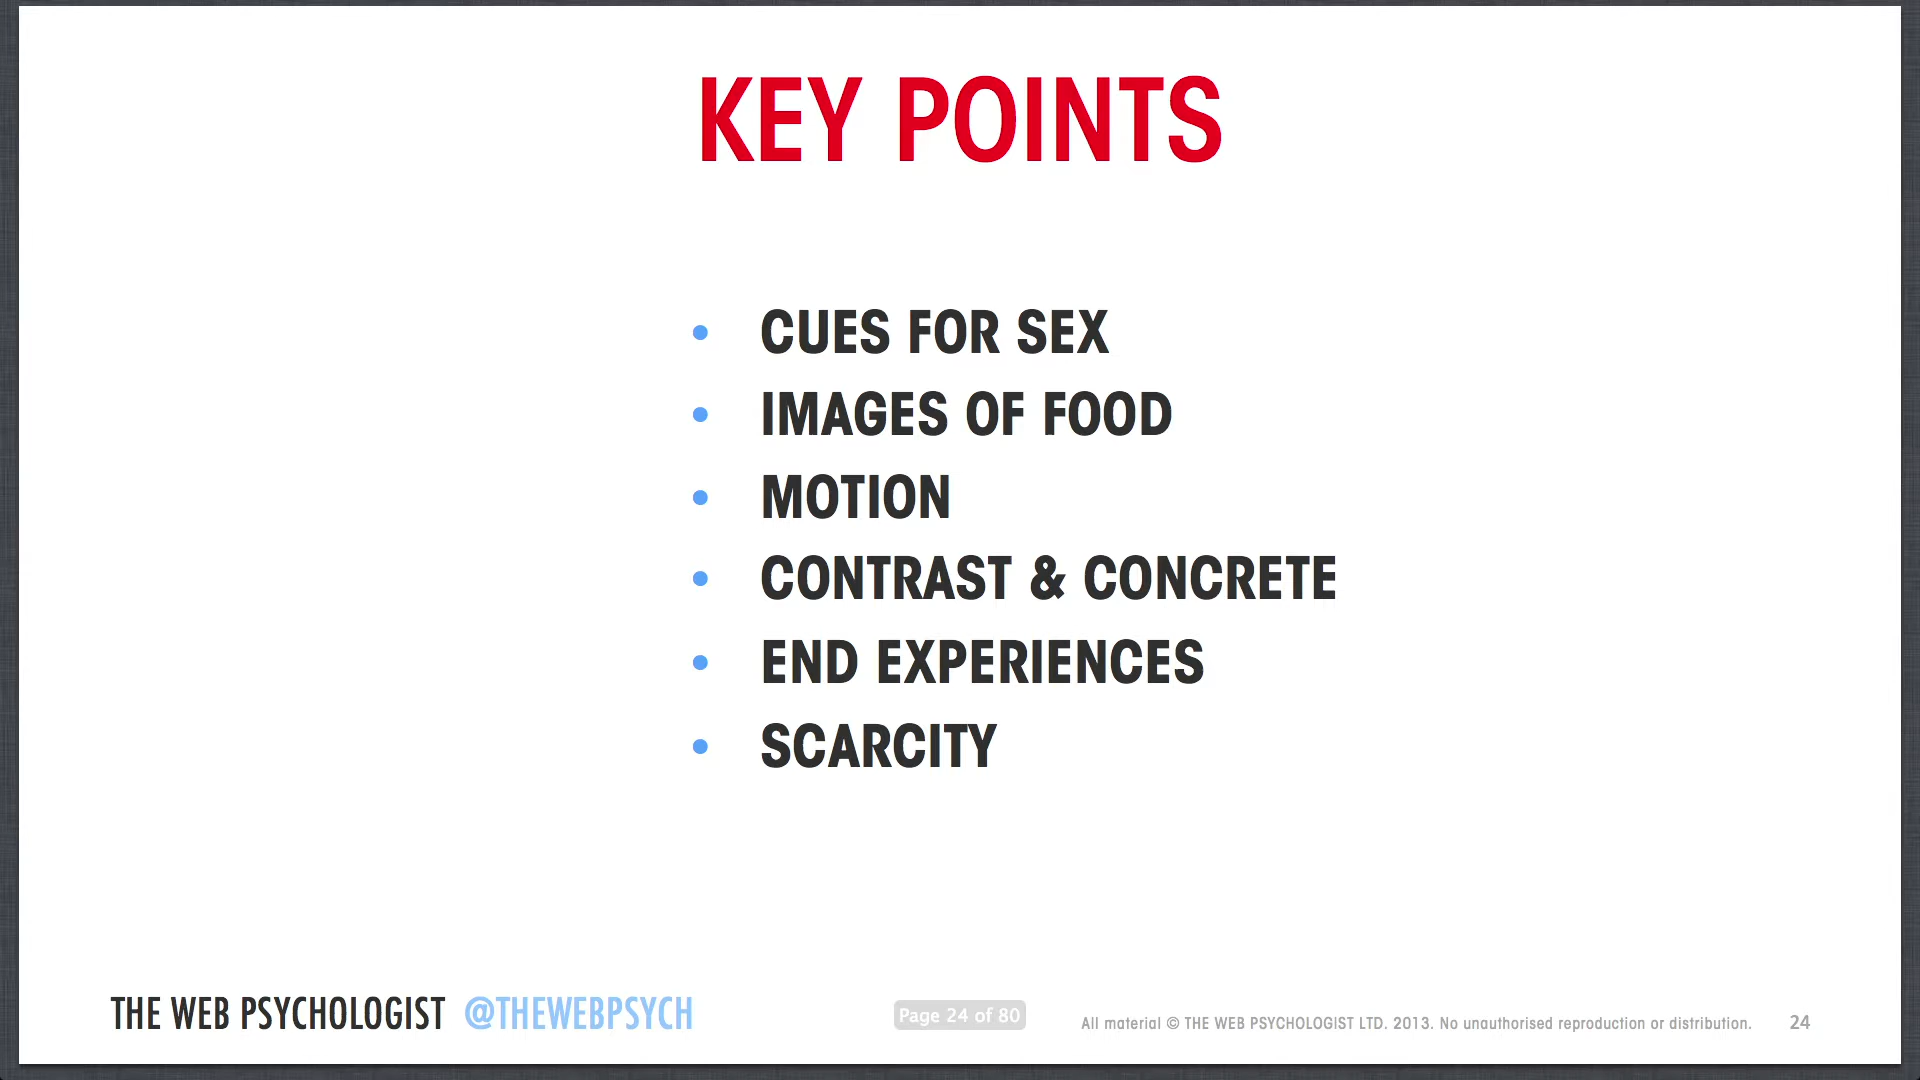 KEY POINTS
• CUES FOR SEX
• IMAGES OF FOOD
• MOTION
• CONTRAST & CONCRETE
• END EXPERIENCES
• SCARCITY
THE WEB PSYCHOLOGIST @THEWEBPSYCH
Page 24 of 80
All material © THE WEB PSYCHOLOGIST LTD. 2013. No unauthorised reproduction or distribution.
24